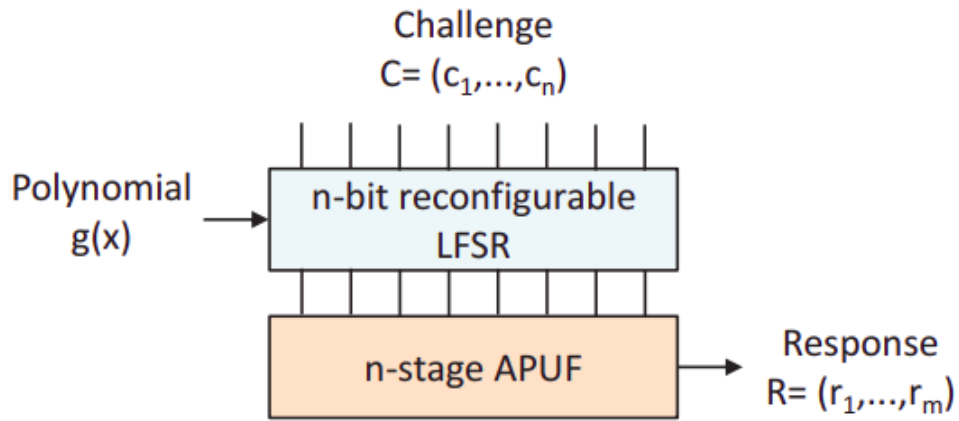 Challenge
C= (c₁,...,cₙ)
Polynomial
g(x)
n-bit reconfigurable
LFSR
n-stage APUF
Response
R= (r₁,...,rₘ)